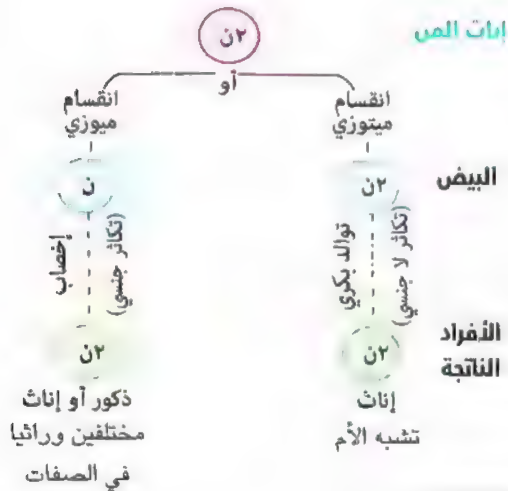 إناث المن
٢ن
أو
انقسام
ميتوزي
انقسام
ميوزي
البيض
٢ن
ن
توالد بكري
(تكاثر لا جنسي)
إخصاب
(تكاثر جنسي)
الأفراد
الناتجة
٢ن
٢ن
إناث
تشبه الأم
ذكور أو إناث
مختلفين وراثيا
في الصفات